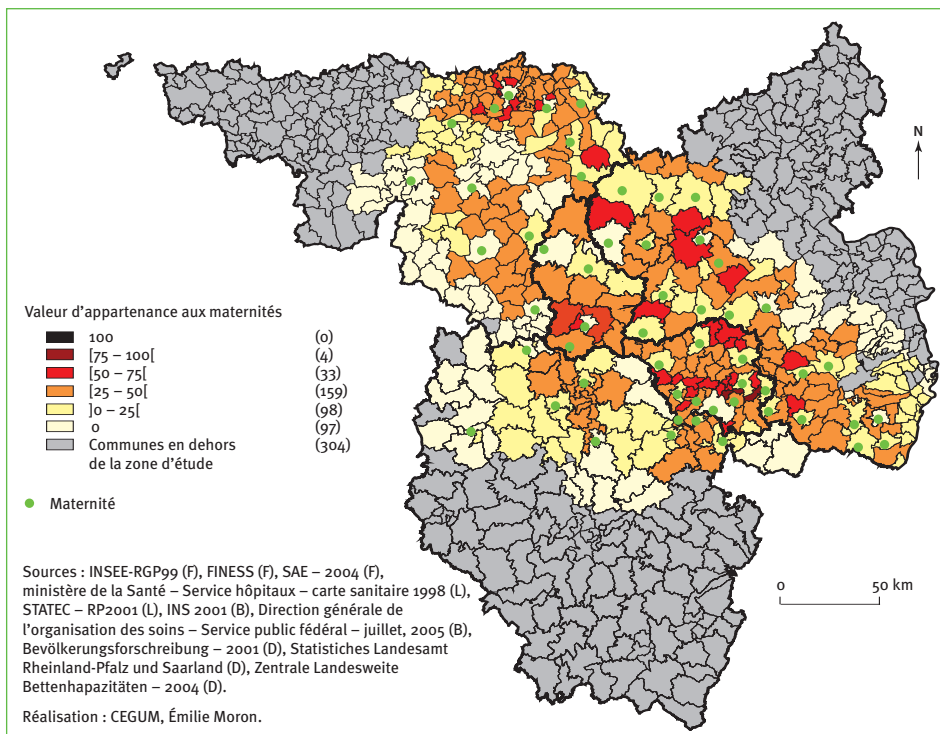 N
Valeur d'appartenance aux maternités
100 (0)
[75 – 100[ (4)
[50 – 75[ (33)
[25 – 50[ (159)
]0 – 25[ (98)
0 (97)
Communes en dehors (304)
de la zone d'étude
Maternité
Sources : INSEE-RGP99 (F), FINESS (F), SAE – 2004 (F),
ministère de la Santé – Service hôpitaux – carte sanitaire 1998 (L),
STATEC – RP2001 (L), INS 2001 (B), Direction générale de
l'organisation des soins – Service public fédéral – juillet, 2005 (B),
Bevölkerungsforschreibung – 2001 (D), Statistiches Landesamt
Rheinland-Pfalz und Saarland (D), Zentrale Landesweite
Bettenhapazitäten – 2004 (D).
0 50 km
Réalisation : CEGUM, Émilie Moron.